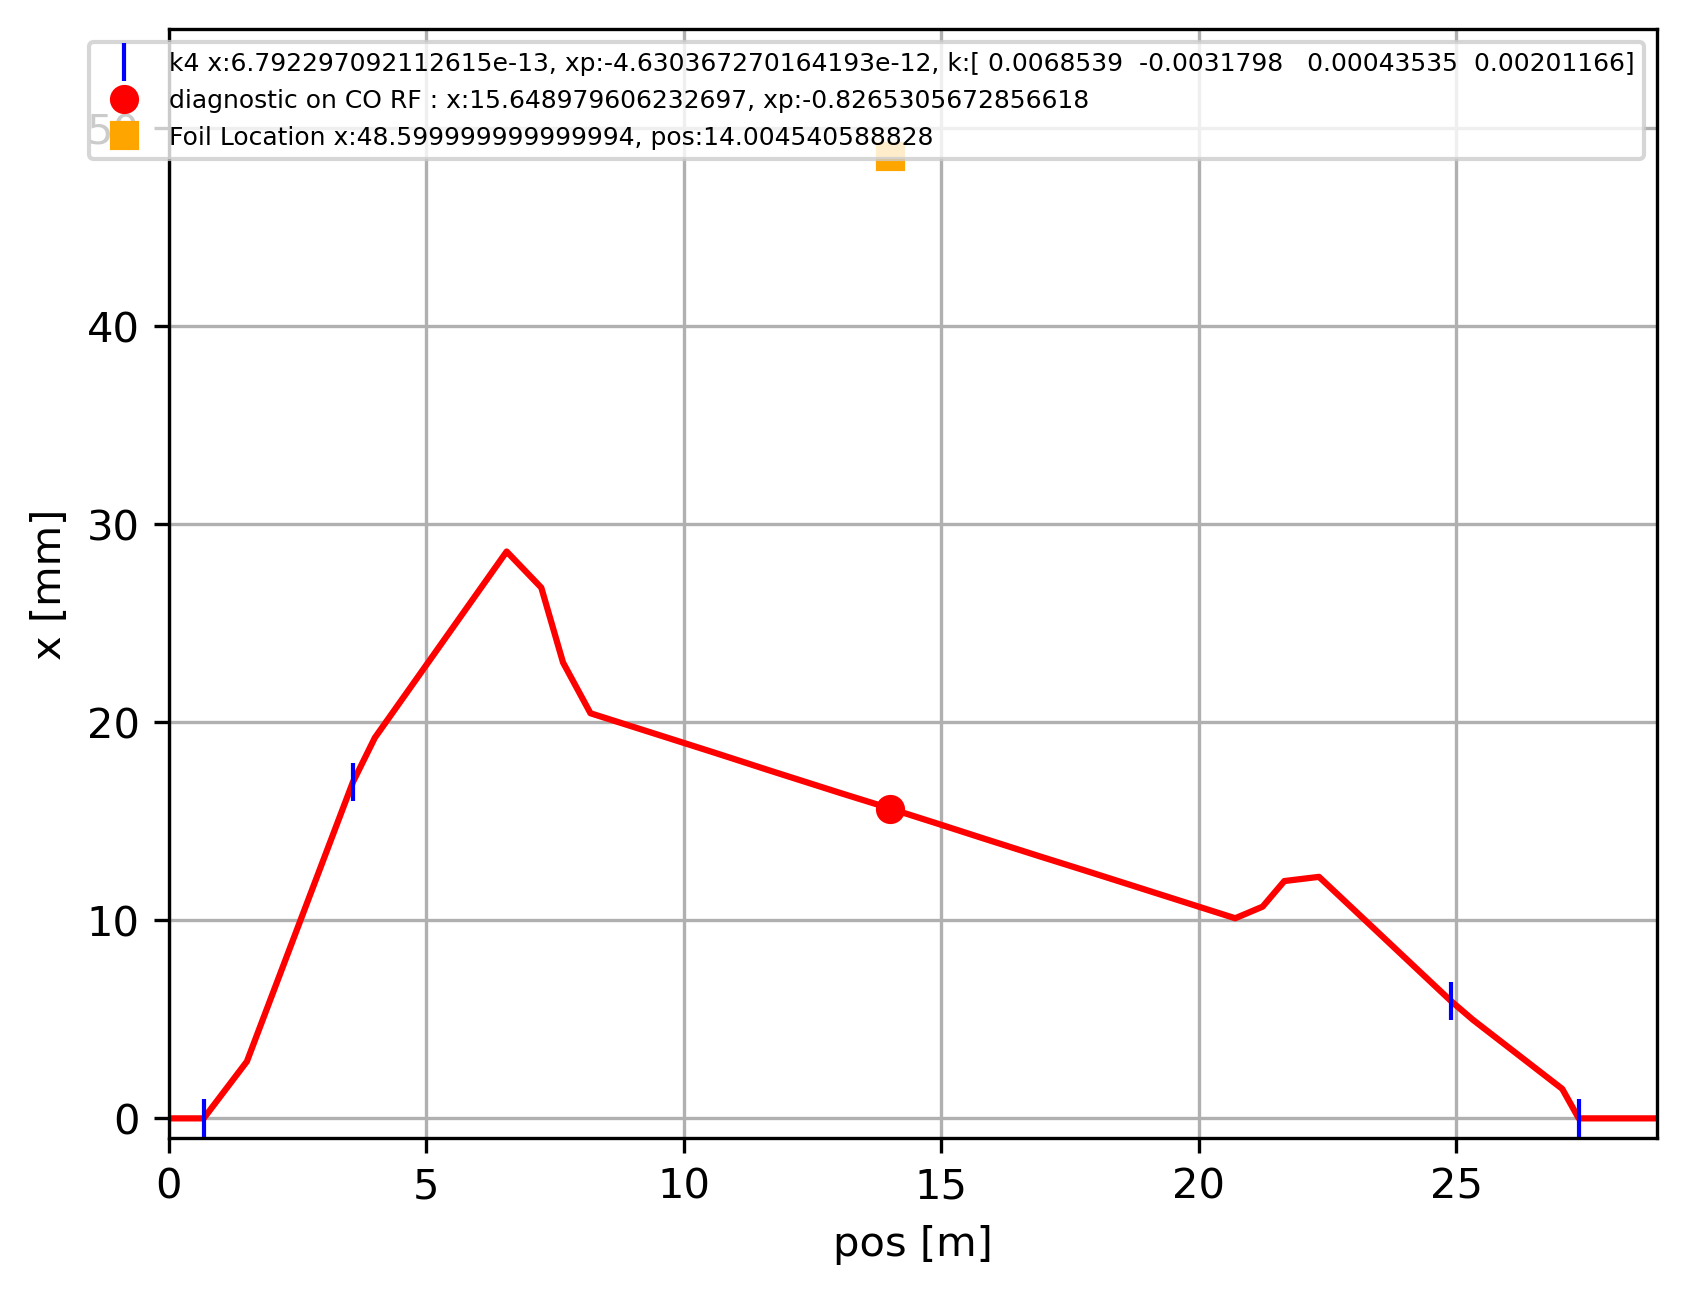 k4 x:6.792297092112615e-13, xp:-4.630367270164193e-12, k:[ 0.0068539 -0.0031798 0.00043535 0.00201166]
diagnostic on CO RF : x:15.648979606232697, xp:-0.8265305672856618
Foil Location x:48.599999999999994, pos:14.004540588828
50
40
30
20
10
0
x [mm]
0 5 10 15 20 25
pos [m]